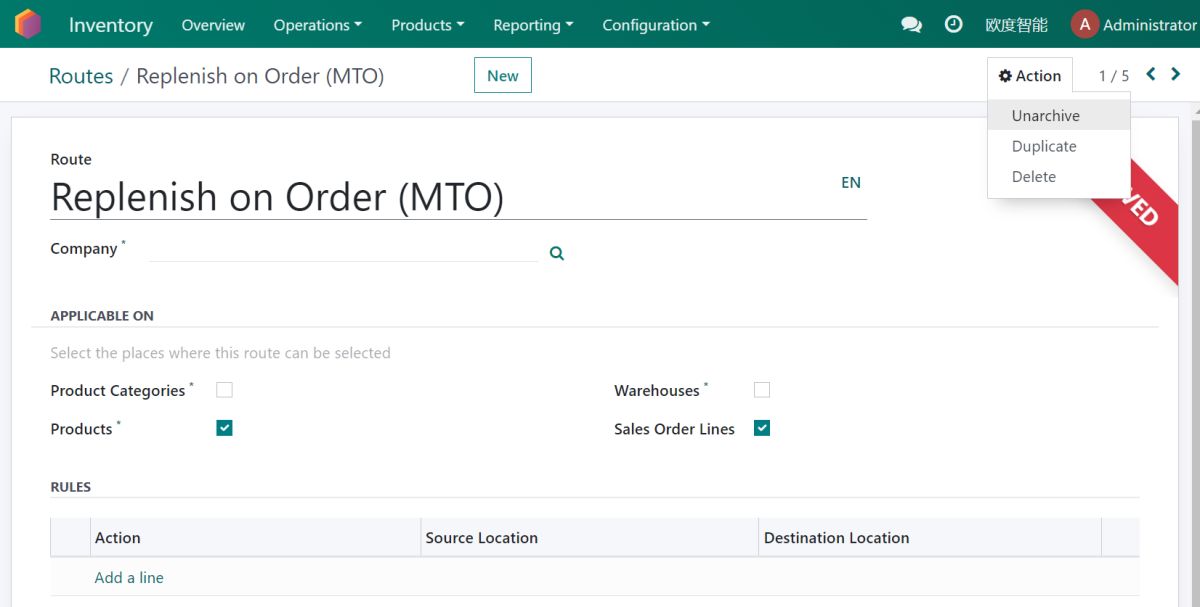 Inventory Overview Operations Products Reporting Configuration 欧度智能 A Administrator
Routes / Replenish on Order (MTO) New Action 1 / 5
Unarchive
Duplicate
Delete
Route
Replenish on Order (MTO) EN
Company *
APPLICABLE ON
Select the places where this route can be selected
Product Categories * Warehouses *
Products * Sales Order Lines
RULES
Action Source Location Destination Location
Add a line